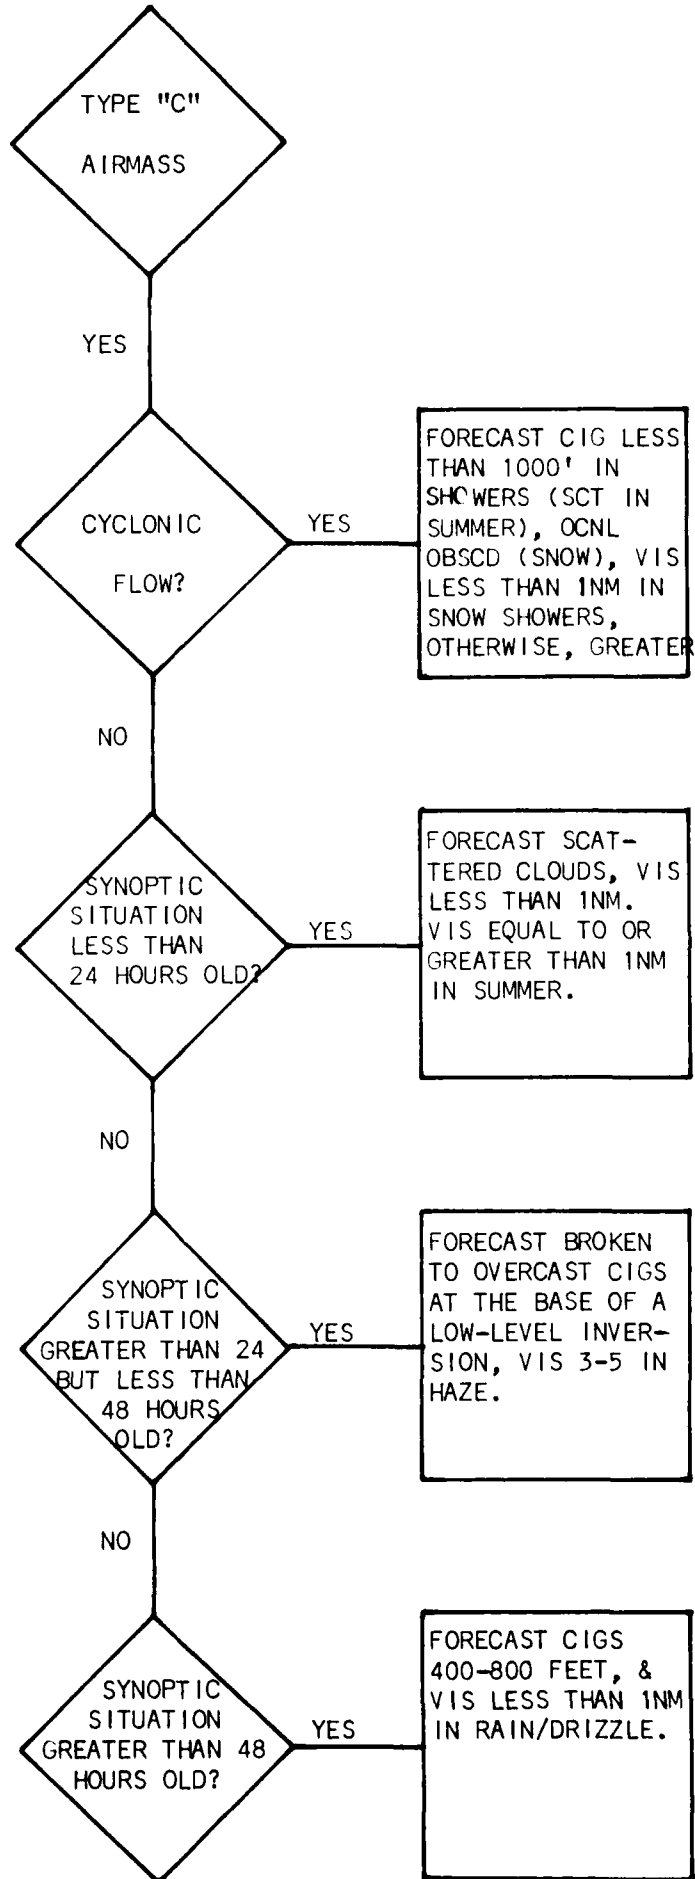 TYPE "C"
AIRMASS
YES
CYCLONIC
FLOW?
YES
FORECAST CIG LESS
THAN 1000' IN
SHOWERS (SCT IN
SUMMER), OCNL
OBSCD (SNOW), VIS
LESS THAN 1NM IN
SNOW SHOWERS,
OTHERWISE, GREATER
NO
SYNOPTIC
SITUATION
LESS THAN
24 HOURS OLD?
YES
FORECAST SCAT-
TERED CLOUDS, VIS
LESS THAN 1NM.
VIS EQUAL TO OR
GREATER THAN 1NM
IN SUMMER.
NO
SYNOPTIC
SITUATION
GREATER THAN 24
BUT LESS THAN
48 HOURS
OLD?
YES
FORECAST BROKEN
TO OVERCAST CIGS
AT THE BASE OF A
LOW-LEVEL INVER-
SION, VIS 3-5 IN
HAZE.
NO
SYNOPTIC
SITUATION
GREATER THAN 48
HOURS OLD?
YES
FORECAST CIGS
400-800 FEET, &
VIS LESS THAN 1NM
IN RAIN/DRIZZLE.